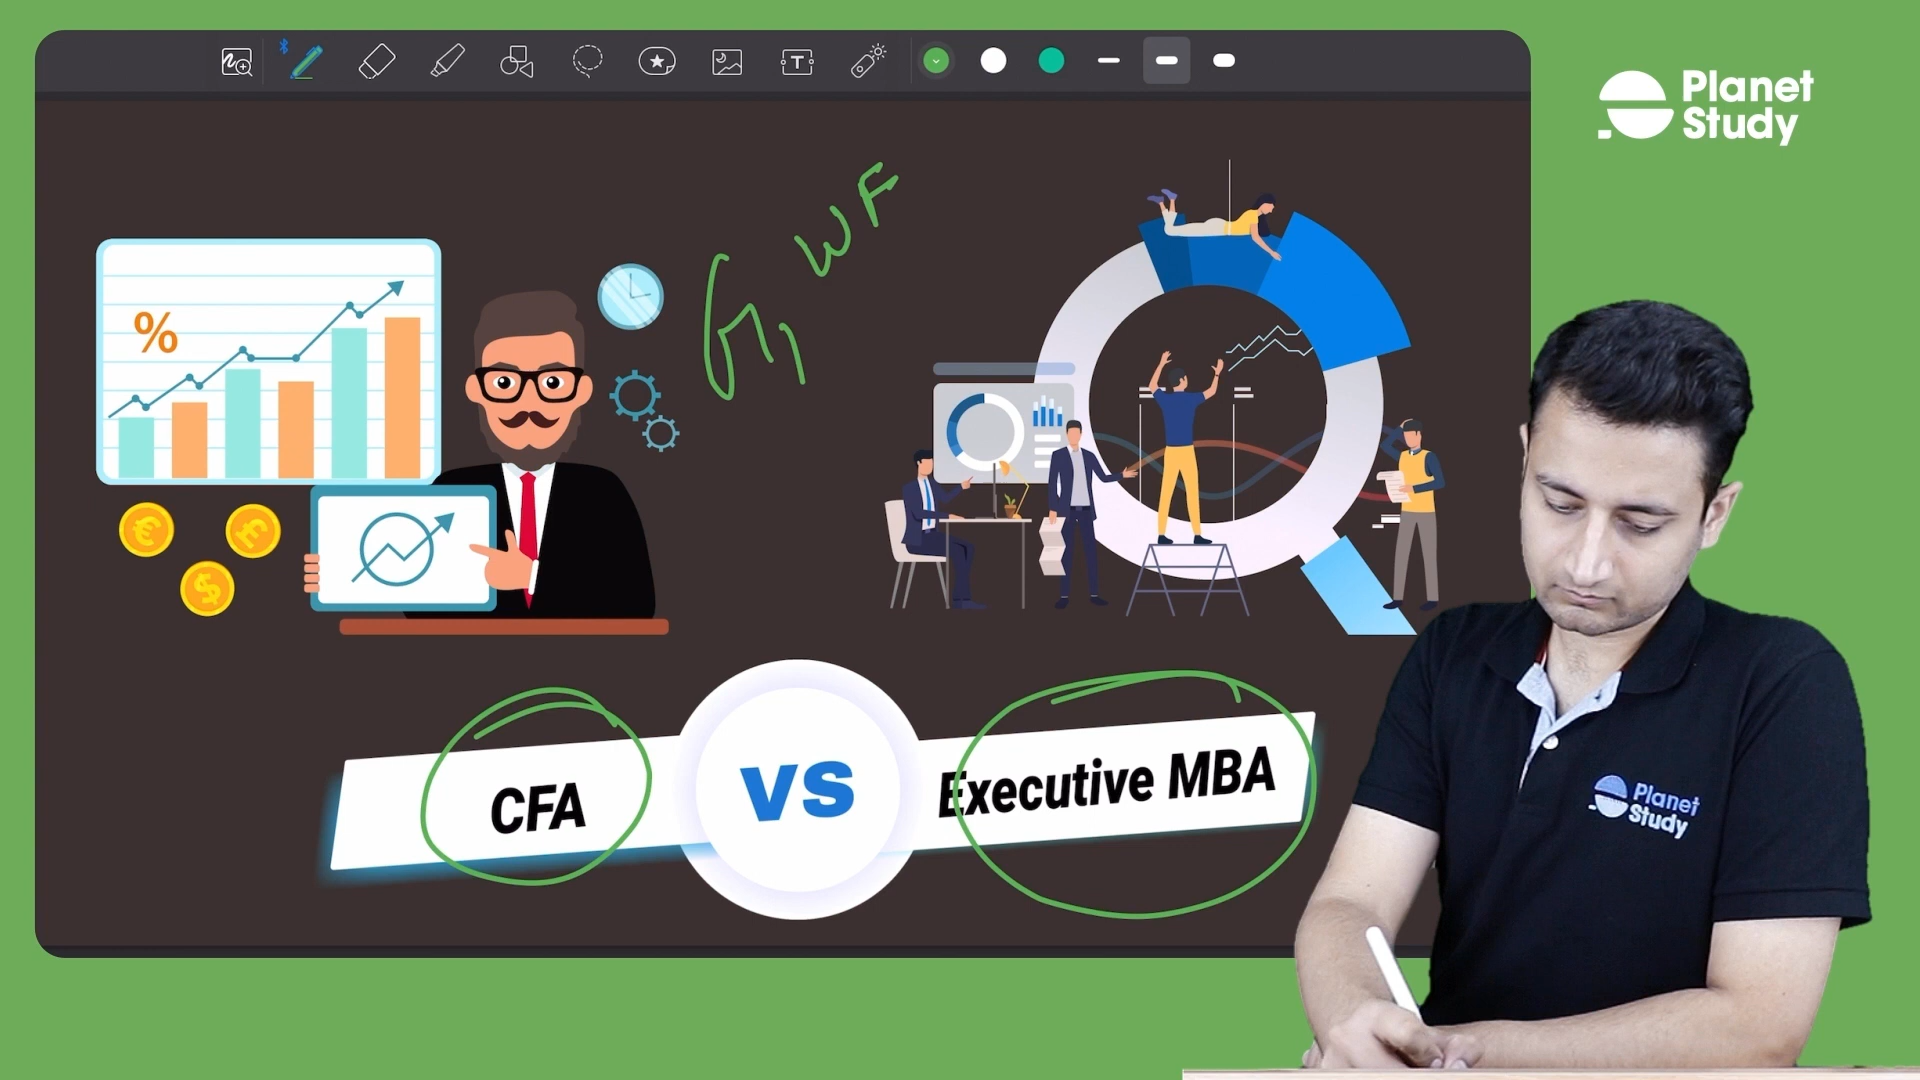 Planet
Study
%
WF
CFA
VS
Executive MBA
Planet
Study